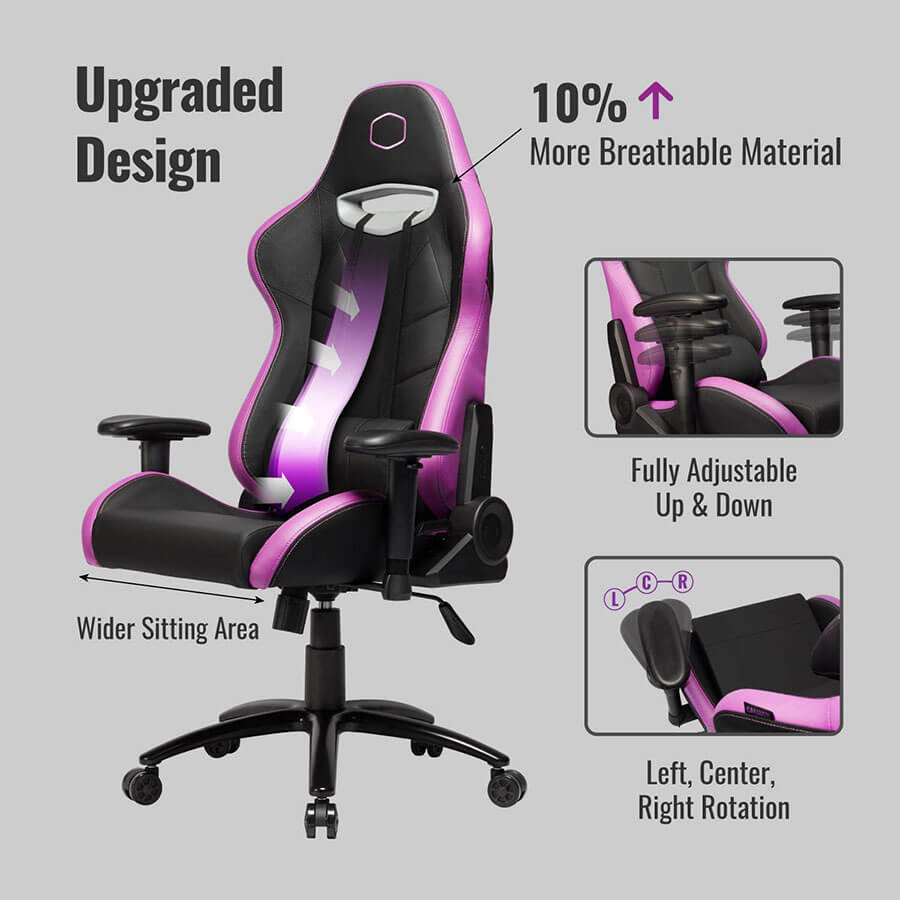 Upgraded
Design
10%
More Breathable Material
Fully Adjustable
Up & Down
Wider Sitting Area
L C R
Left, Center,
Right Rotation